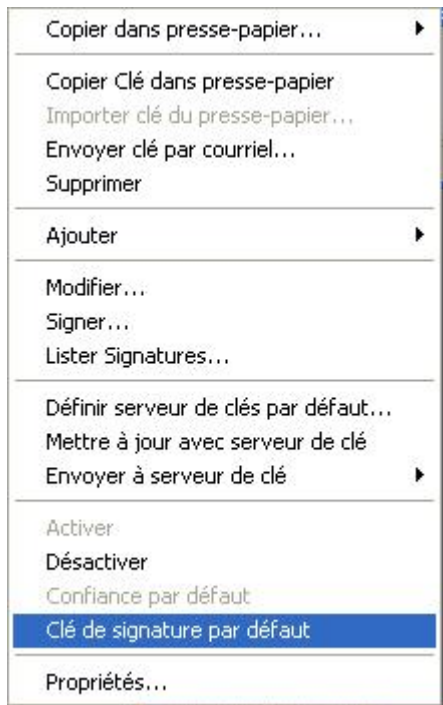 Copier dans presse-papier...
Copier Clé dans presse-papier
Importer clé du presse-papier...
Envoyer clé par courriel...
Supprimer
Ajouter
Modifier...
Signer...
Lister Signatures...
Définir serveur de clés par défaut...
Mettre à jour avec serveur de clé
Envoyer à serveur de clé
Activer
Désactiver
Confiance par défaut
Clé de signature par défaut
Propriétés...